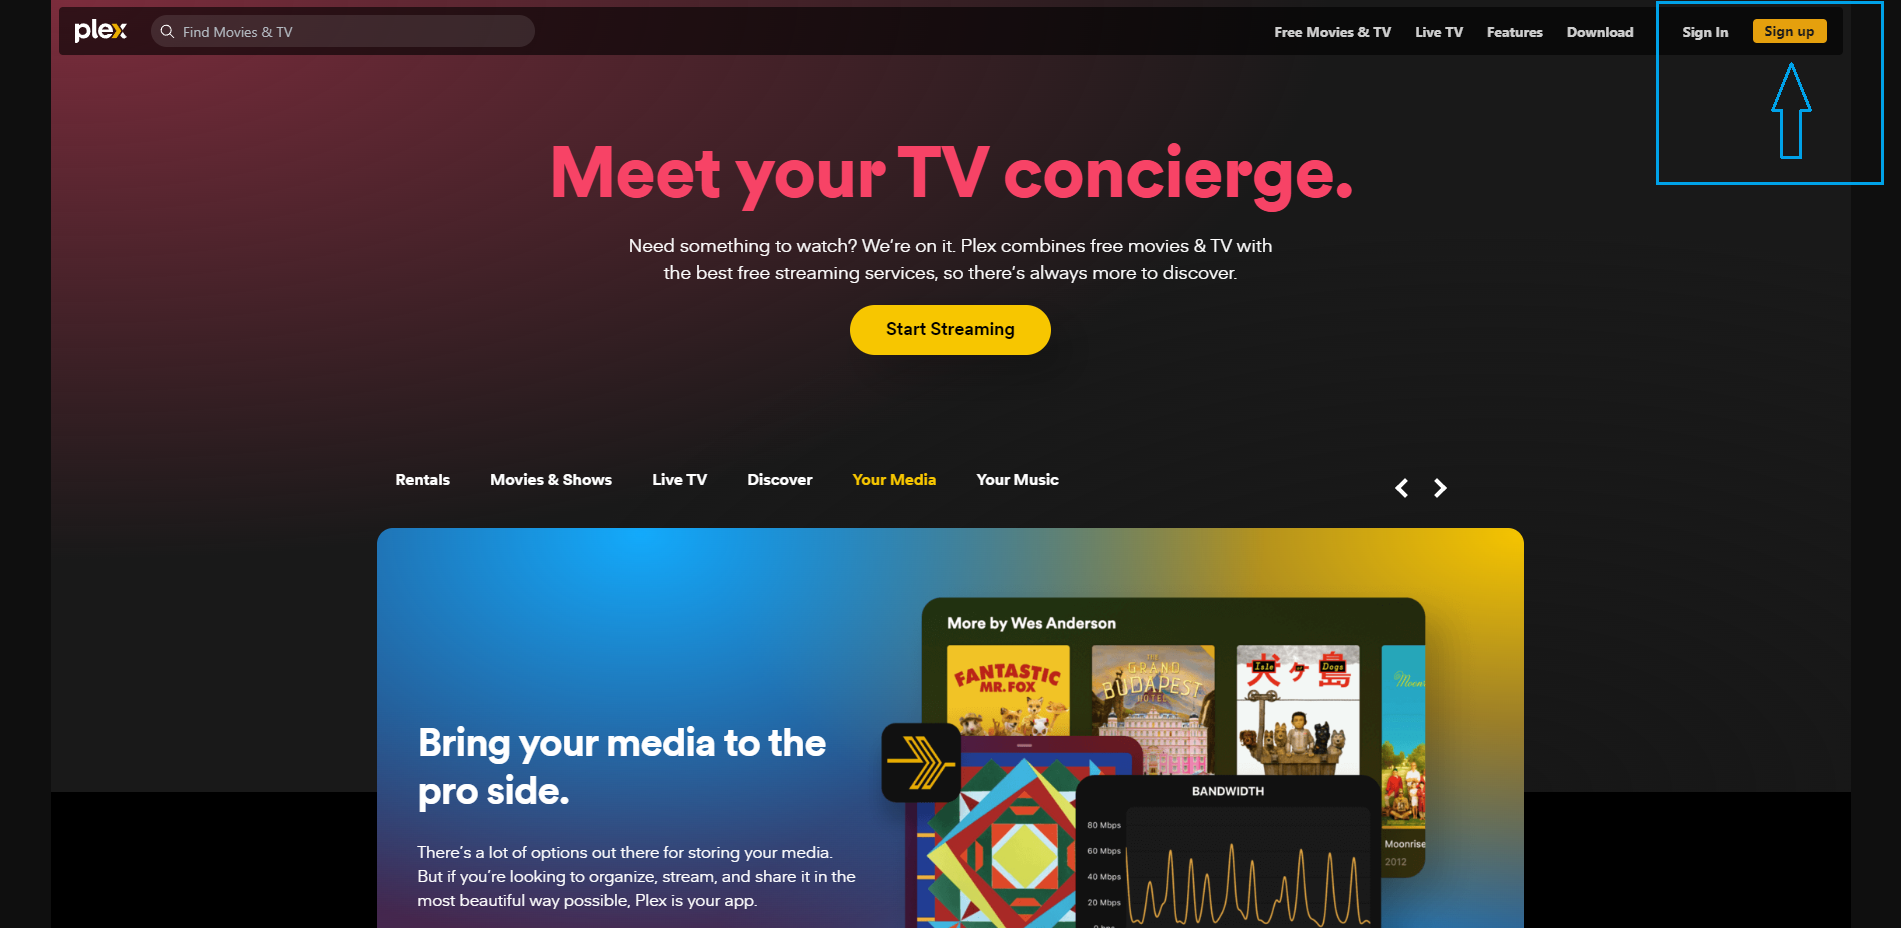 plex
Find Movies & TV
Free Movies & TV
Live TV
Features
Download
Sign In
Sign up
Meet your TV concierge.
Need something to watch? We're on it. Plex combines free movies & TV with
the best free streaming services, so there's always more to discover.
Start Streaming
Rentals
Movies & Shows
Live TV
Discover
Your Media
Your Music
Bring your media to the
pro side.
There's a lot of options out there for storing your media.
But if you're looking to organize, stream, and share it in the
most beautiful way possible, Plex is your app.
More by Wes Anderson
FANTASTIC
MR. FOX
THE
GRAND
BUDAPEST
HOTEL
犬ヶ島
Isle of Dogs
Moonrise
2012
BANDWIDTH
80 Mbps
60 Mbps
40 Mbps
20 Mbps